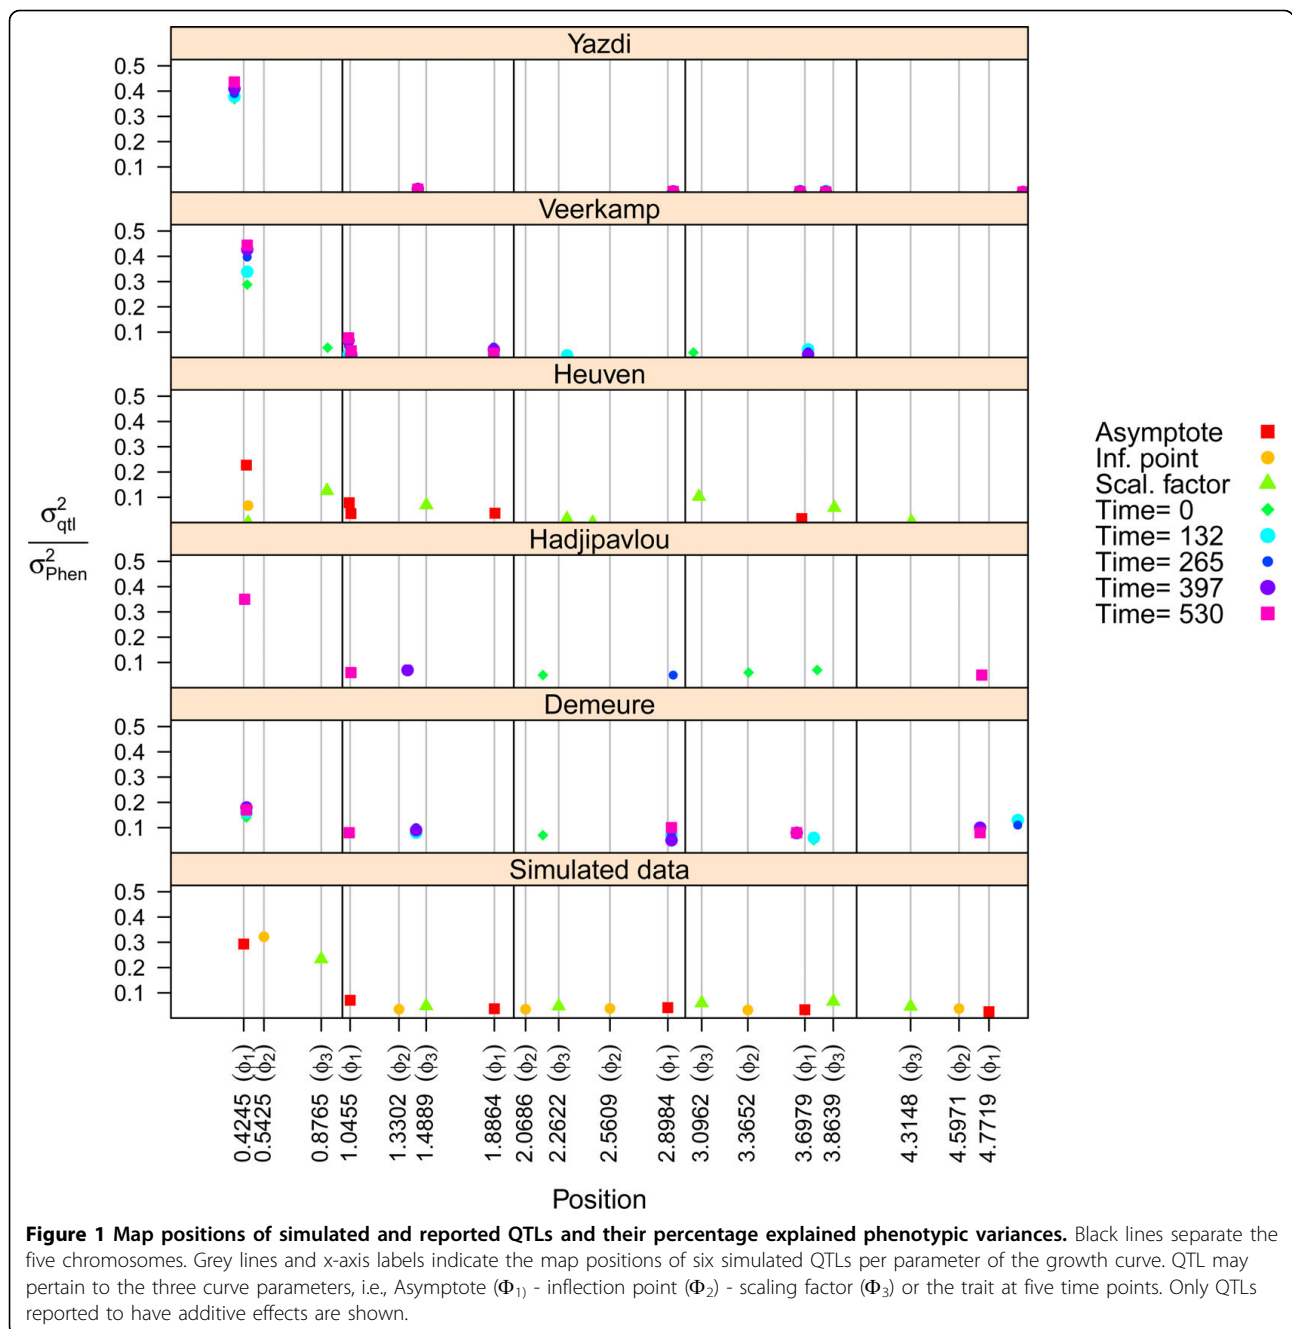 Yazdi
0.5
0.4
0.3
0.2
0.1
Veerkamp
0.5
0.4
0.3
0.2
0.1
Heuven
0.5
0.4
0.3
0.2
0.1
Hadjipavlou
0.5
0.4
0.3
0.2
0.1
Demeure
0.5
0.4
0.3
0.2
0.1
Simulated data
0.5
0.4
0.3
0.2
0.1
σ²qtl
σ²Phen
Asymptote
Inf. point
Scal. factor
Time= 0
Time= 132
Time= 265
Time= 397
Time= 530
0.4245 (ϕ1)
0.5425 (ϕ2)
0.8765 (ϕ3)
1.0455 (ϕ1)
1.3302 (ϕ2)
1.4889 (ϕ3)
1.8864 (ϕ1)
2.0686 (ϕ2)
2.2622 (ϕ3)
2.5609 (ϕ2)
2.8984 (ϕ1)
3.0962 (ϕ3)
3.3652 (ϕ2)
3.6979 (ϕ1)
3.8639 (ϕ3)
4.3148 (ϕ3)
4.5971 (ϕ2)
4.7719 (ϕ1)
Position
Figure 1 Map positions of simulated and reported QTLs and their percentage explained phenotypic variances. Black lines separate the
five chromosomes. Grey lines and x-axis labels indicate the map positions of six simulated QTLs per parameter of the growth curve. QTL may
pertain to the three curve parameters, i.e., Asymptote (Φ1) - inflection point (Φ2) - scaling factor (Φ3) or the trait at five time points. Only QTLs
reported to have additive effects are shown.